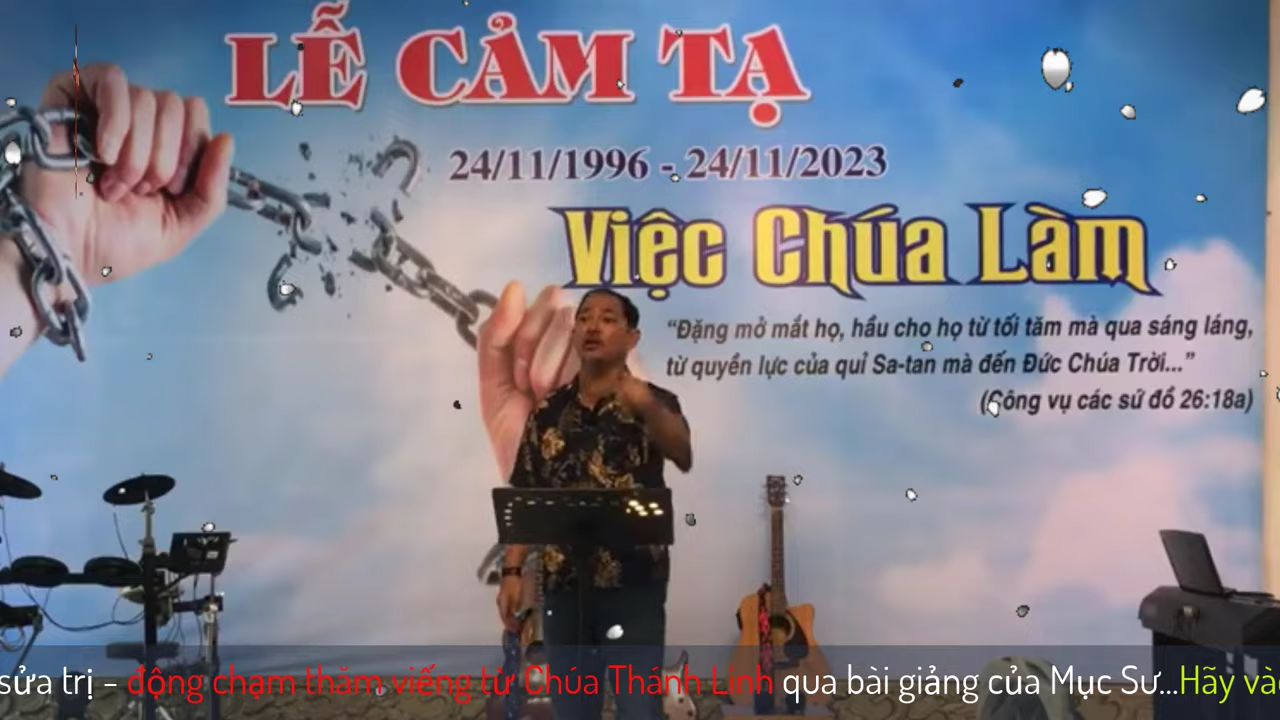 LỄ CẢM TẠ
24/11/1996 - 24/11/2023
Việc Chúa Làm
“Đặng mở mắt họ, hầu cho họ từ tối tăm mà qua sáng láng,
từ quyền lực của quỉ Sa-tan mà đến Đức Chúa Trời...”
(Công vụ các sứ đồ 26:18a)
sửa trị – động chạm thăm viếng từ Chúa Thánh Linh qua bài giảng của Mục Sư...Hãy